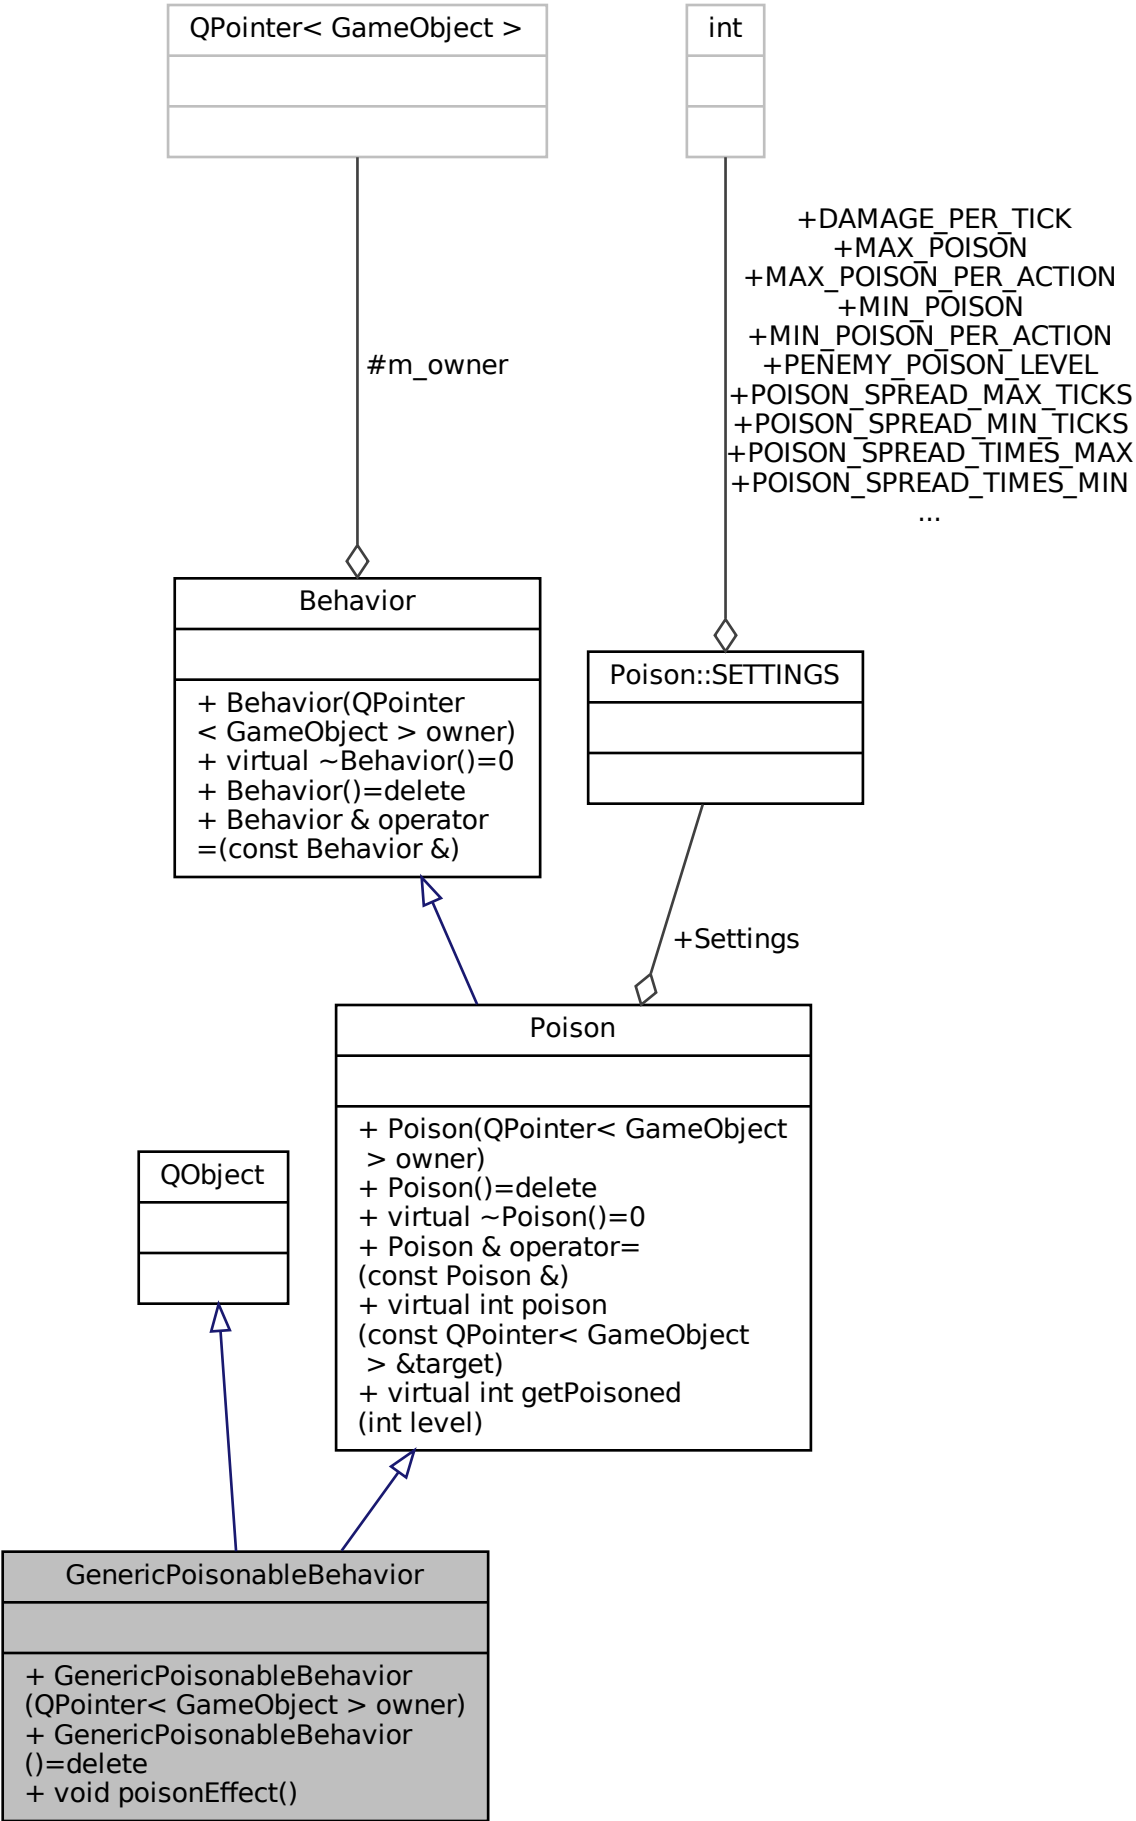 QPointer< GameObject >
int
+DAMAGE_PER_TICK
+MAX_POISON
+MAX_POISON_PER_ACTION
+MIN_POISON
+MIN_POISON_PER_ACTION
+PENEMY_POISON_LEVEL
+POISON_SPREAD_MAX_TICKS
+POISON_SPREAD_MIN_TICKS
+POISON_SPREAD_TIMES_MAX
+POISON_SPREAD_TIMES_MIN
...
#m_owner
Behavior
+ Behavior(QPointer
< GameObject > owner)
+ virtual ~Behavior()=0
+ Behavior()=delete
+ Behavior & operator
=(const Behavior &)
Poison::SETTINGS
+Settings
Poison
+ Poison(QPointer< GameObject
> owner)
+ Poison()=delete
+ virtual ~Poison()=0
+ Poison & operator=
(const Poison &)
+ virtual int poison
(const QPointer< GameObject
> &target)
+ virtual int getPoisoned
(int level)
QObject
GenericPoisonableBehavior
+ GenericPoisonableBehavior
(QPointer< GameObject > owner)
+ GenericPoisonableBehavior
()=delete
+ void poisonEffect()